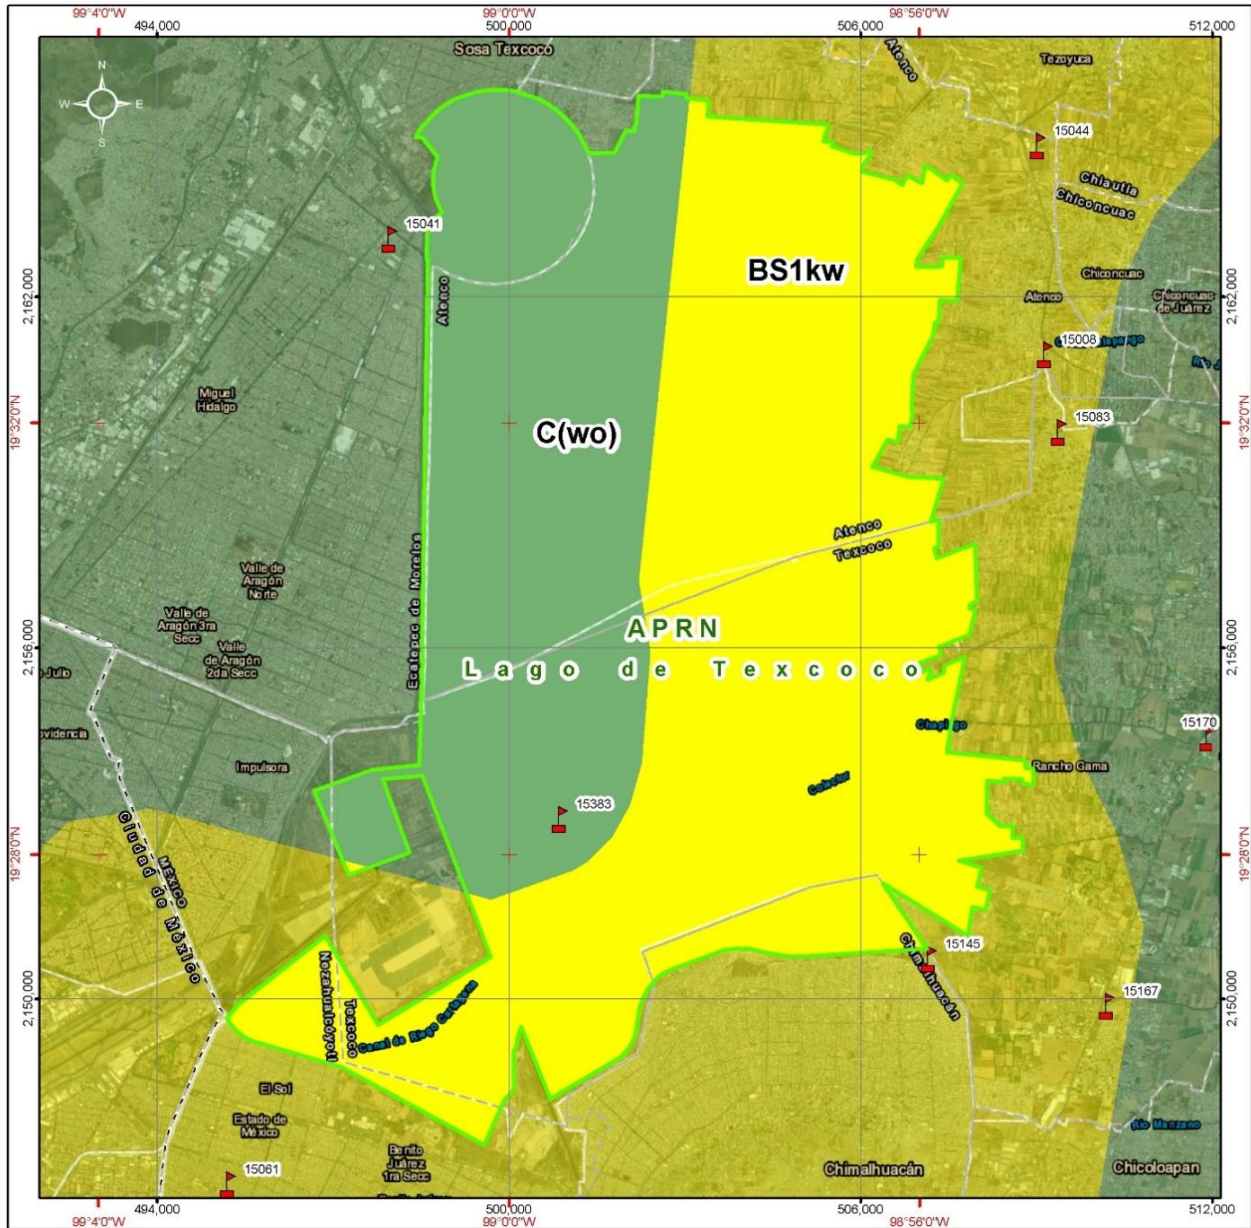 99°4'0"W
99°0'0"W
98°56'0"W
494,000
500,000
506,000
512,000
N
W
E
S
Sosa Texcoco
Atenco
Tezoyuca
15044
Chiautla
Chiconcuac
15041
BS1kw
Chiconcuac
2,162,000
2,162,000
Atenco
Atenco
Chiconcuac
de Juárez
15008
Miguel
Hidalgo
19°32'0"N
19°32'0"N
C(wo)
15083
Atenco
Texcoco
Ecatepec de Morelos
Valle de
Aragón
Norte
Valle de
Aragón 3ra
Secc
Valle
de Aragón
2da Secc
APRN
2,156,000
2,156,000
Lago de Texcoco
Julio
Chapingo
15170
Impulsora
Rancho Gama
Colector
15383
19°28'0"N
19°28'0"N
Ciudad de México
MÉXICO
15145
Chimalhuacán
Nezahualcóyotl
Texcoco
Canal de Riego Cartagena
2,150,000
2,150,000
15167
El Sol
Estado de
México
Río Manzano
Benito
Juárez
1ra Secc
Chimalhuacán
Chicoloapan
15061
494,000
500,000
506,000
512,000
99°4'0"W
99°0'0"W
98°56'0"W